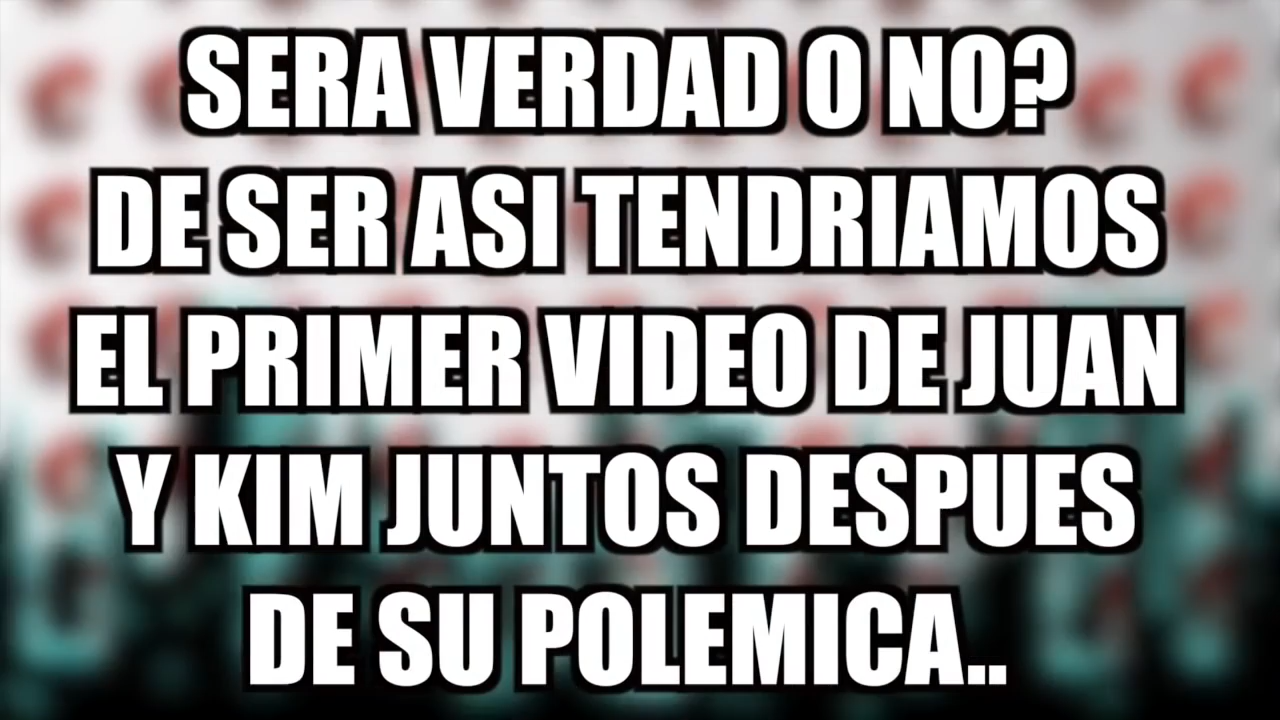 SERA VERDAD O NO?
DE SER ASI TENDRIAMOS
EL PRIMER VIDEO DE JUAN
Y KIM JUNTOS DESPUES
DE SU POLEMICA..